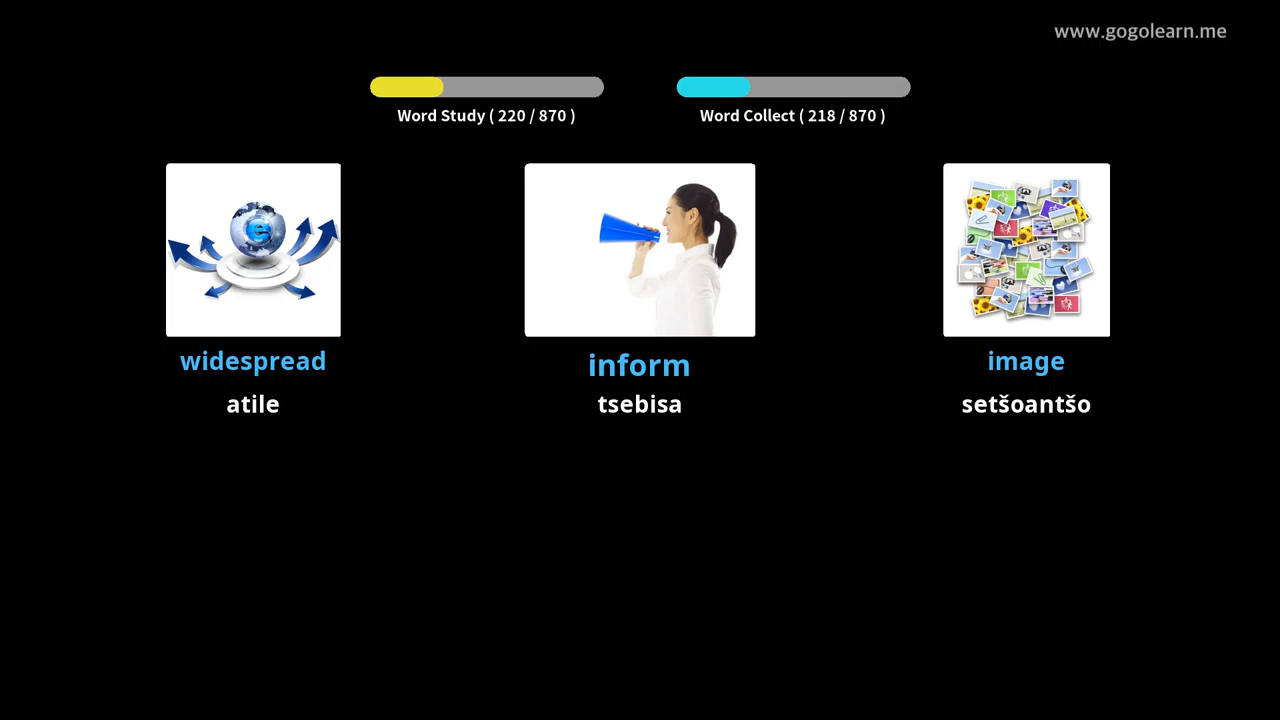 www.gogolearn.me
Word Study ( 220 / 870 )
Word Collect ( 218 / 870 )
e
widespread
inform
image
atile
tsebisa
setšoantšo